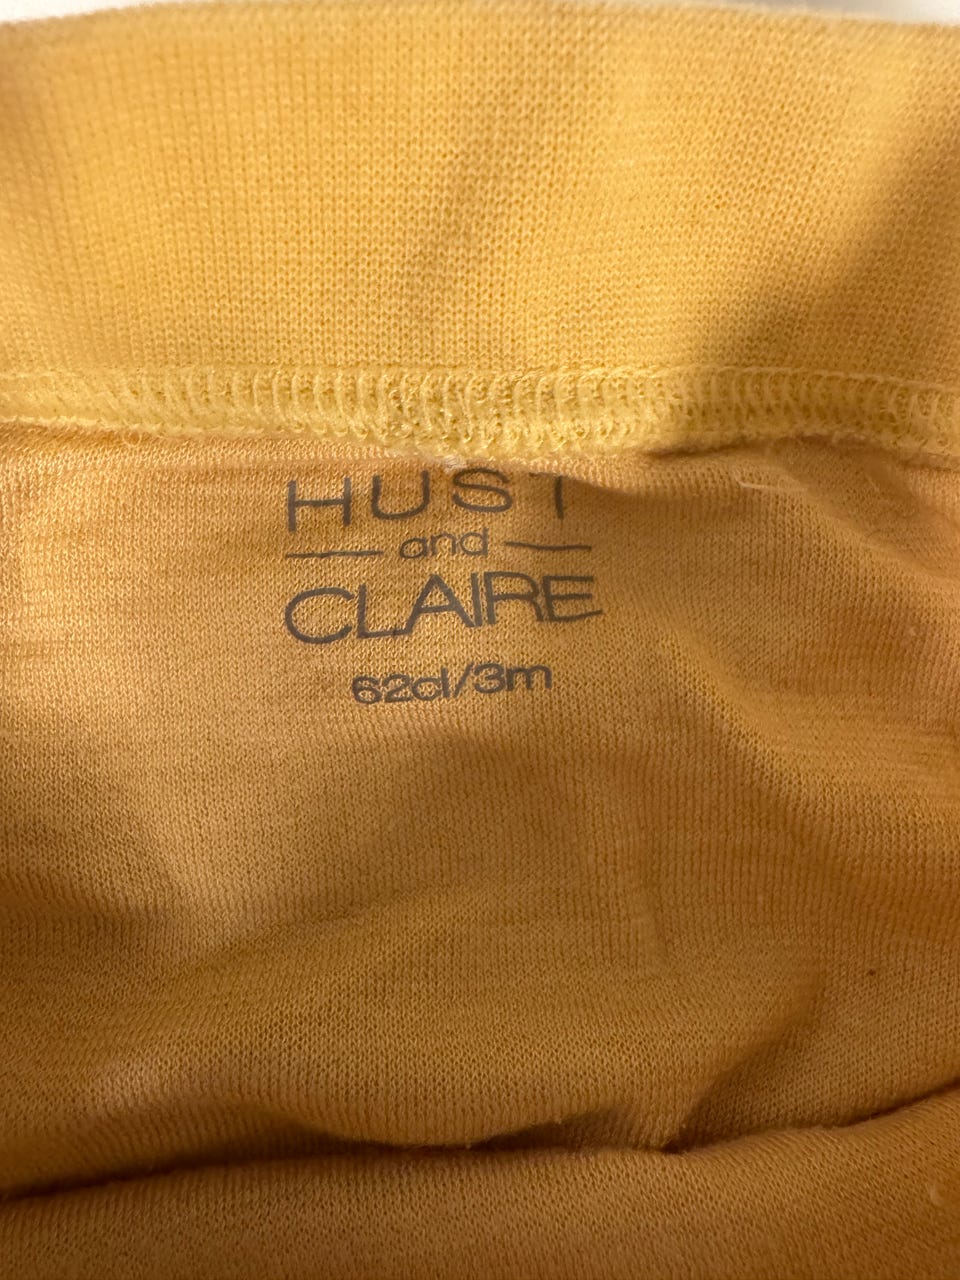 HUST
and
CLAIRE
62cl/3m